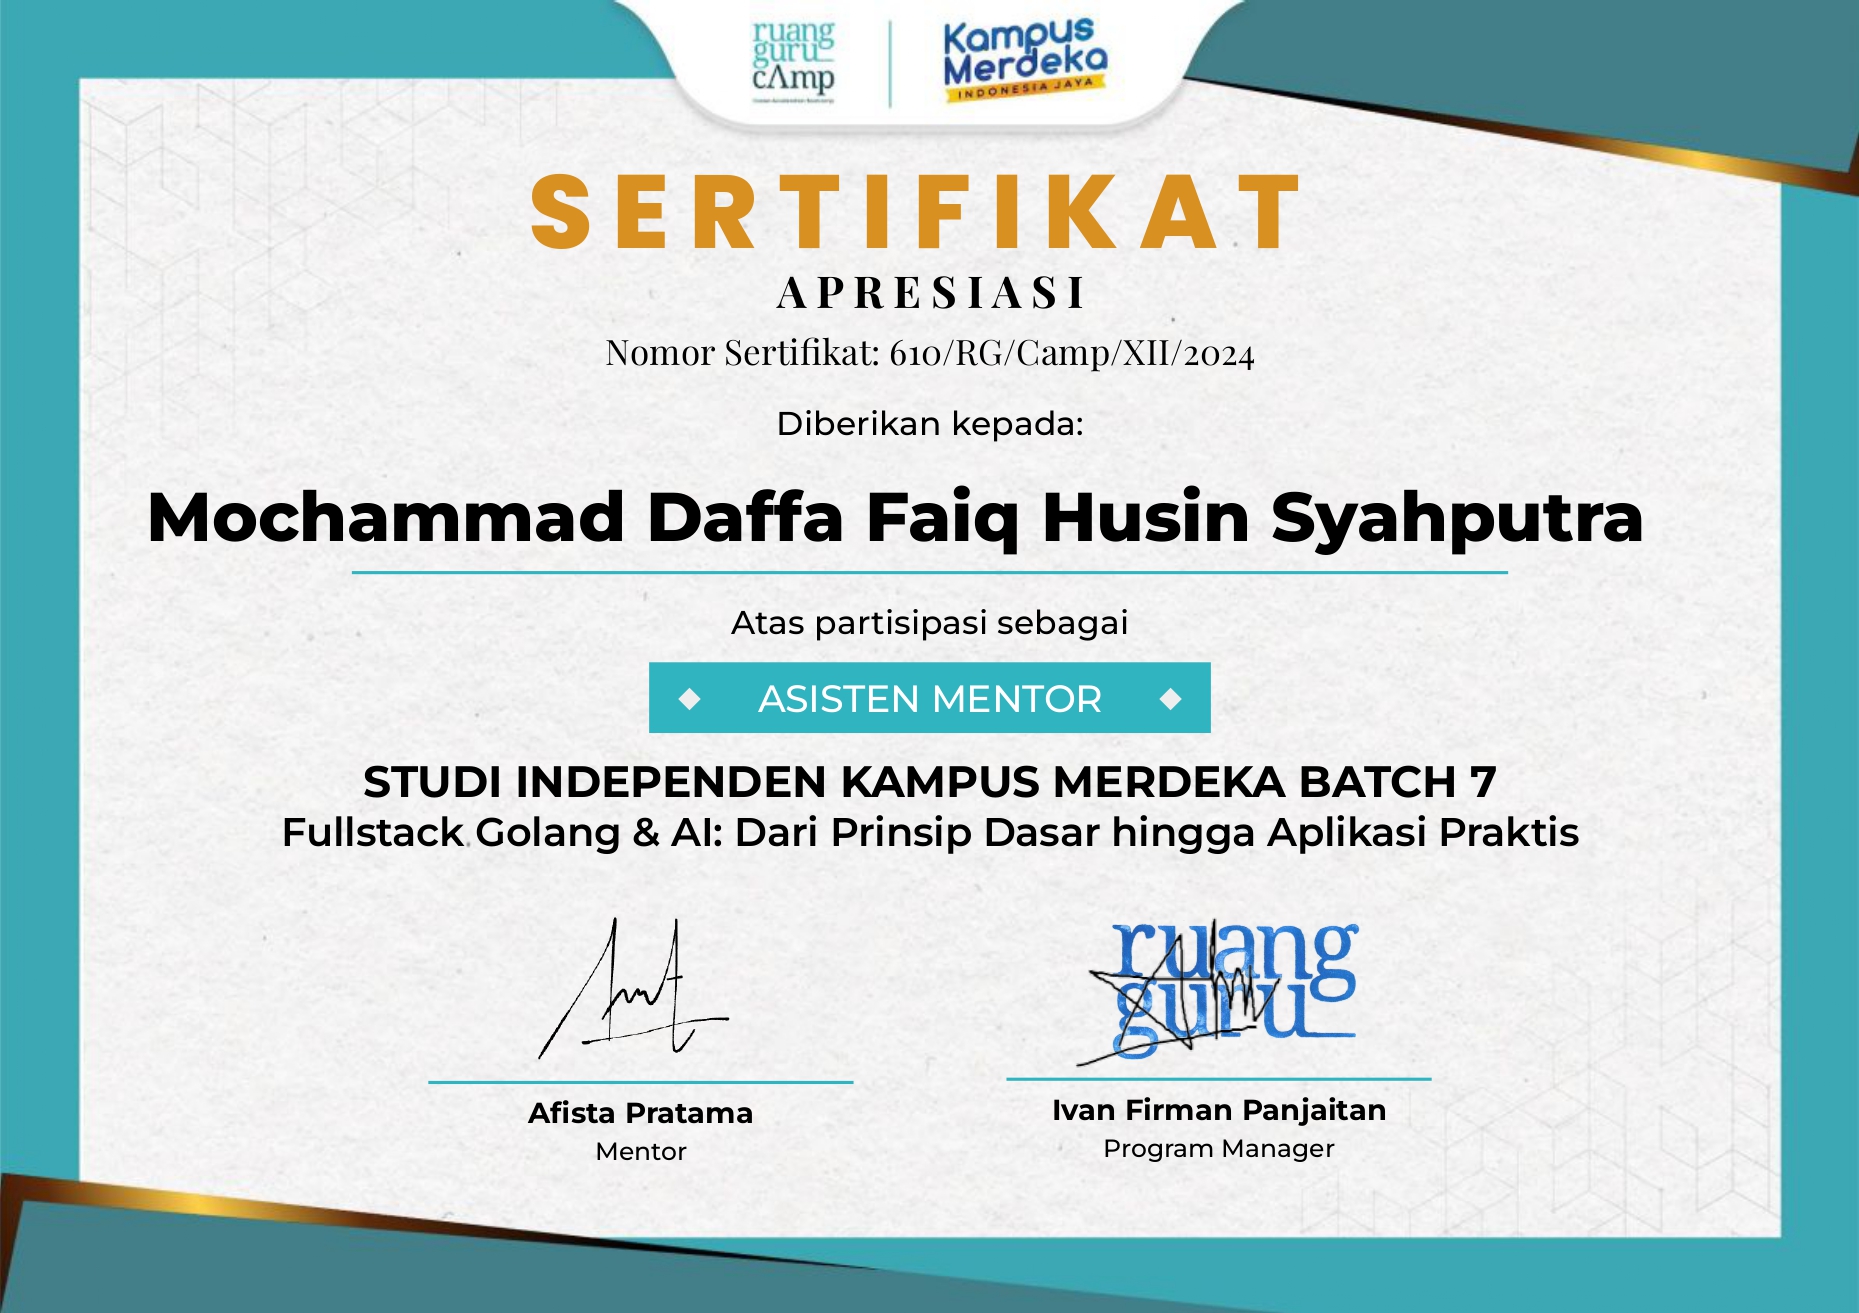 ruang
guru
cAmp
Kampus
Merdeka
INDONESIA JAYA
SERTIFIKAT
APRESIASI
Nomor Sertifikat: 610/RG/Camp/XII/2024
Diberikan kepada:
Mochammad Daffa Faiq Husin Syahputra
Atas partisipasi sebagai
ASISTEN MENTOR
STUDI INDEPENDEN KAMPUS MERDEKA BATCH 7
Fullstack Golang & AI: Dari Prinsip Dasar hingga Aplikasi Praktis
ruang
guru
Afista Pratama
Mentor
Ivan Firman Panjaitan
Program Manager